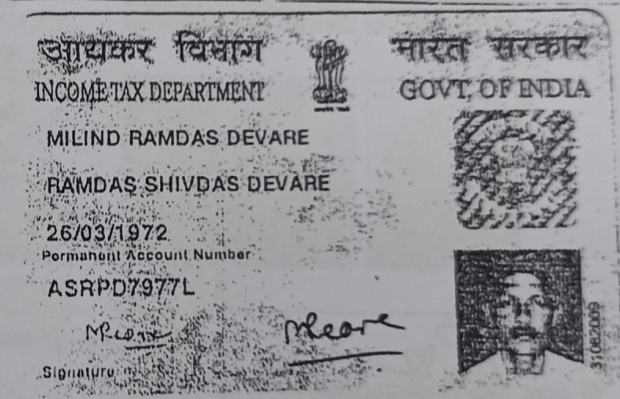 आयकर विभाग भारत सरकार
INCOME TAX DEPARTMENT GOVT. OF INDIA
MILIND RAMDAS DEVARE
RAMDAS SHIVDAS DEVARE
26/03/1972
Permanent Account Number
ASRPD7977L
Signature
31082009